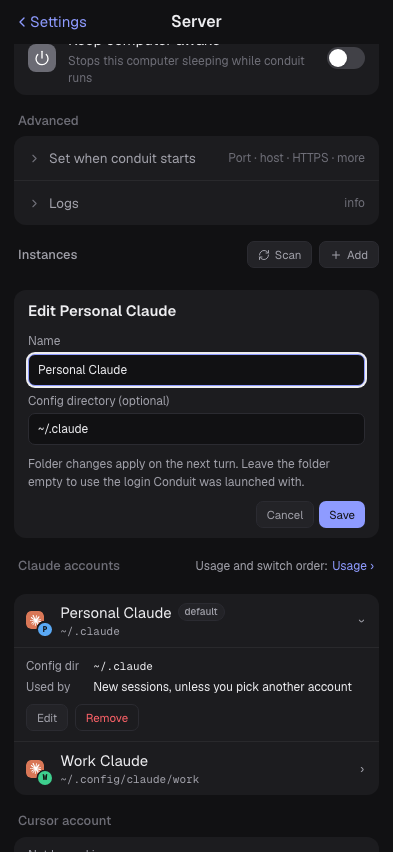 Settings
Server
Stops this computer sleeping while conduit
runs
Advanced
Set when conduit starts
Port · host · HTTPS · more
Logs
info
Instances
Scan
Add
Edit Personal Claude
Name
Personal Claude
Config directory (optional)
~/.claude
Folder changes apply on the next turn. Leave the folder
empty to use the login Conduit was launched with.
Cancel
Save
Claude accounts
Usage and switch order: Usage ›
P
Personal Claude default
~/.claude
Config dir ~/.claude
Used by New sessions, unless you pick another account
Edit
Remove
W
Work Claude
~/.config/claude/work
Cursor account